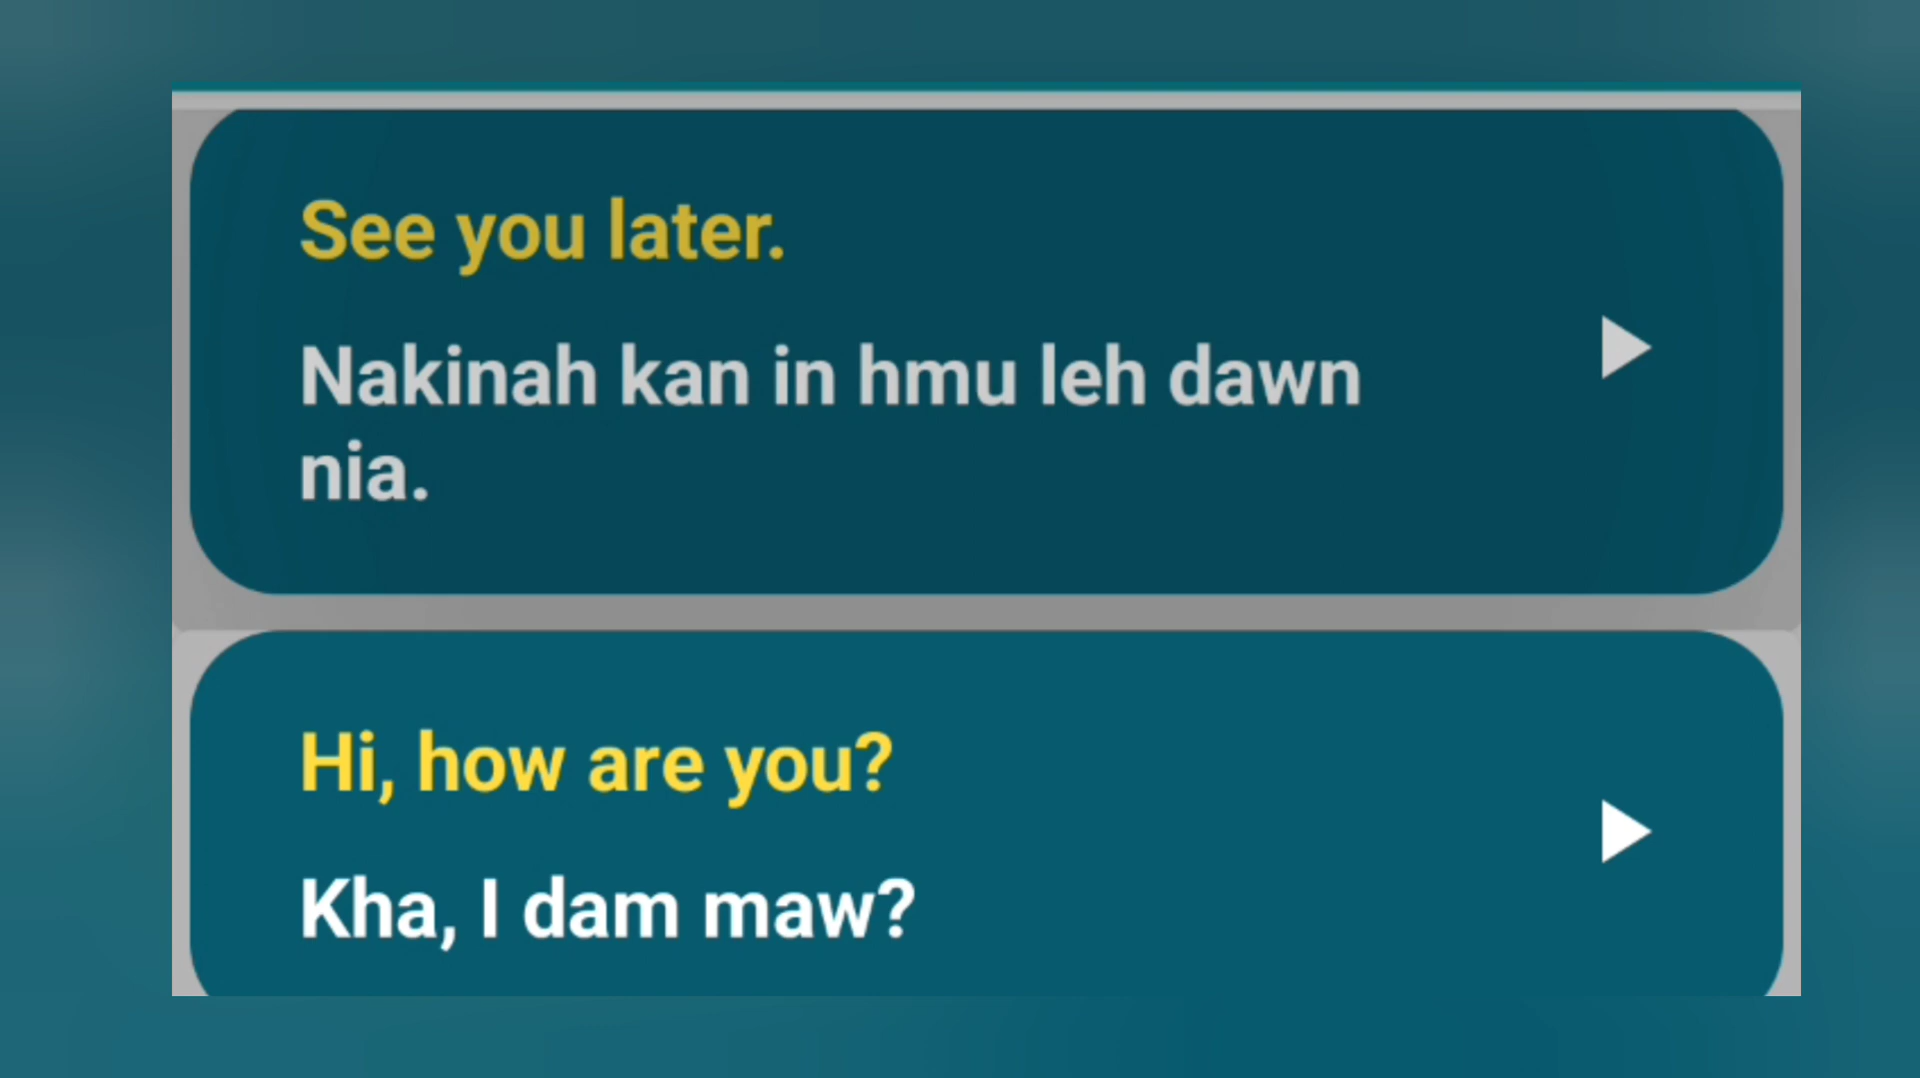 See you later.
Nakinah kan in hmu leh dawn
nia.
Hi, how are you?
Kha, I dam maw?